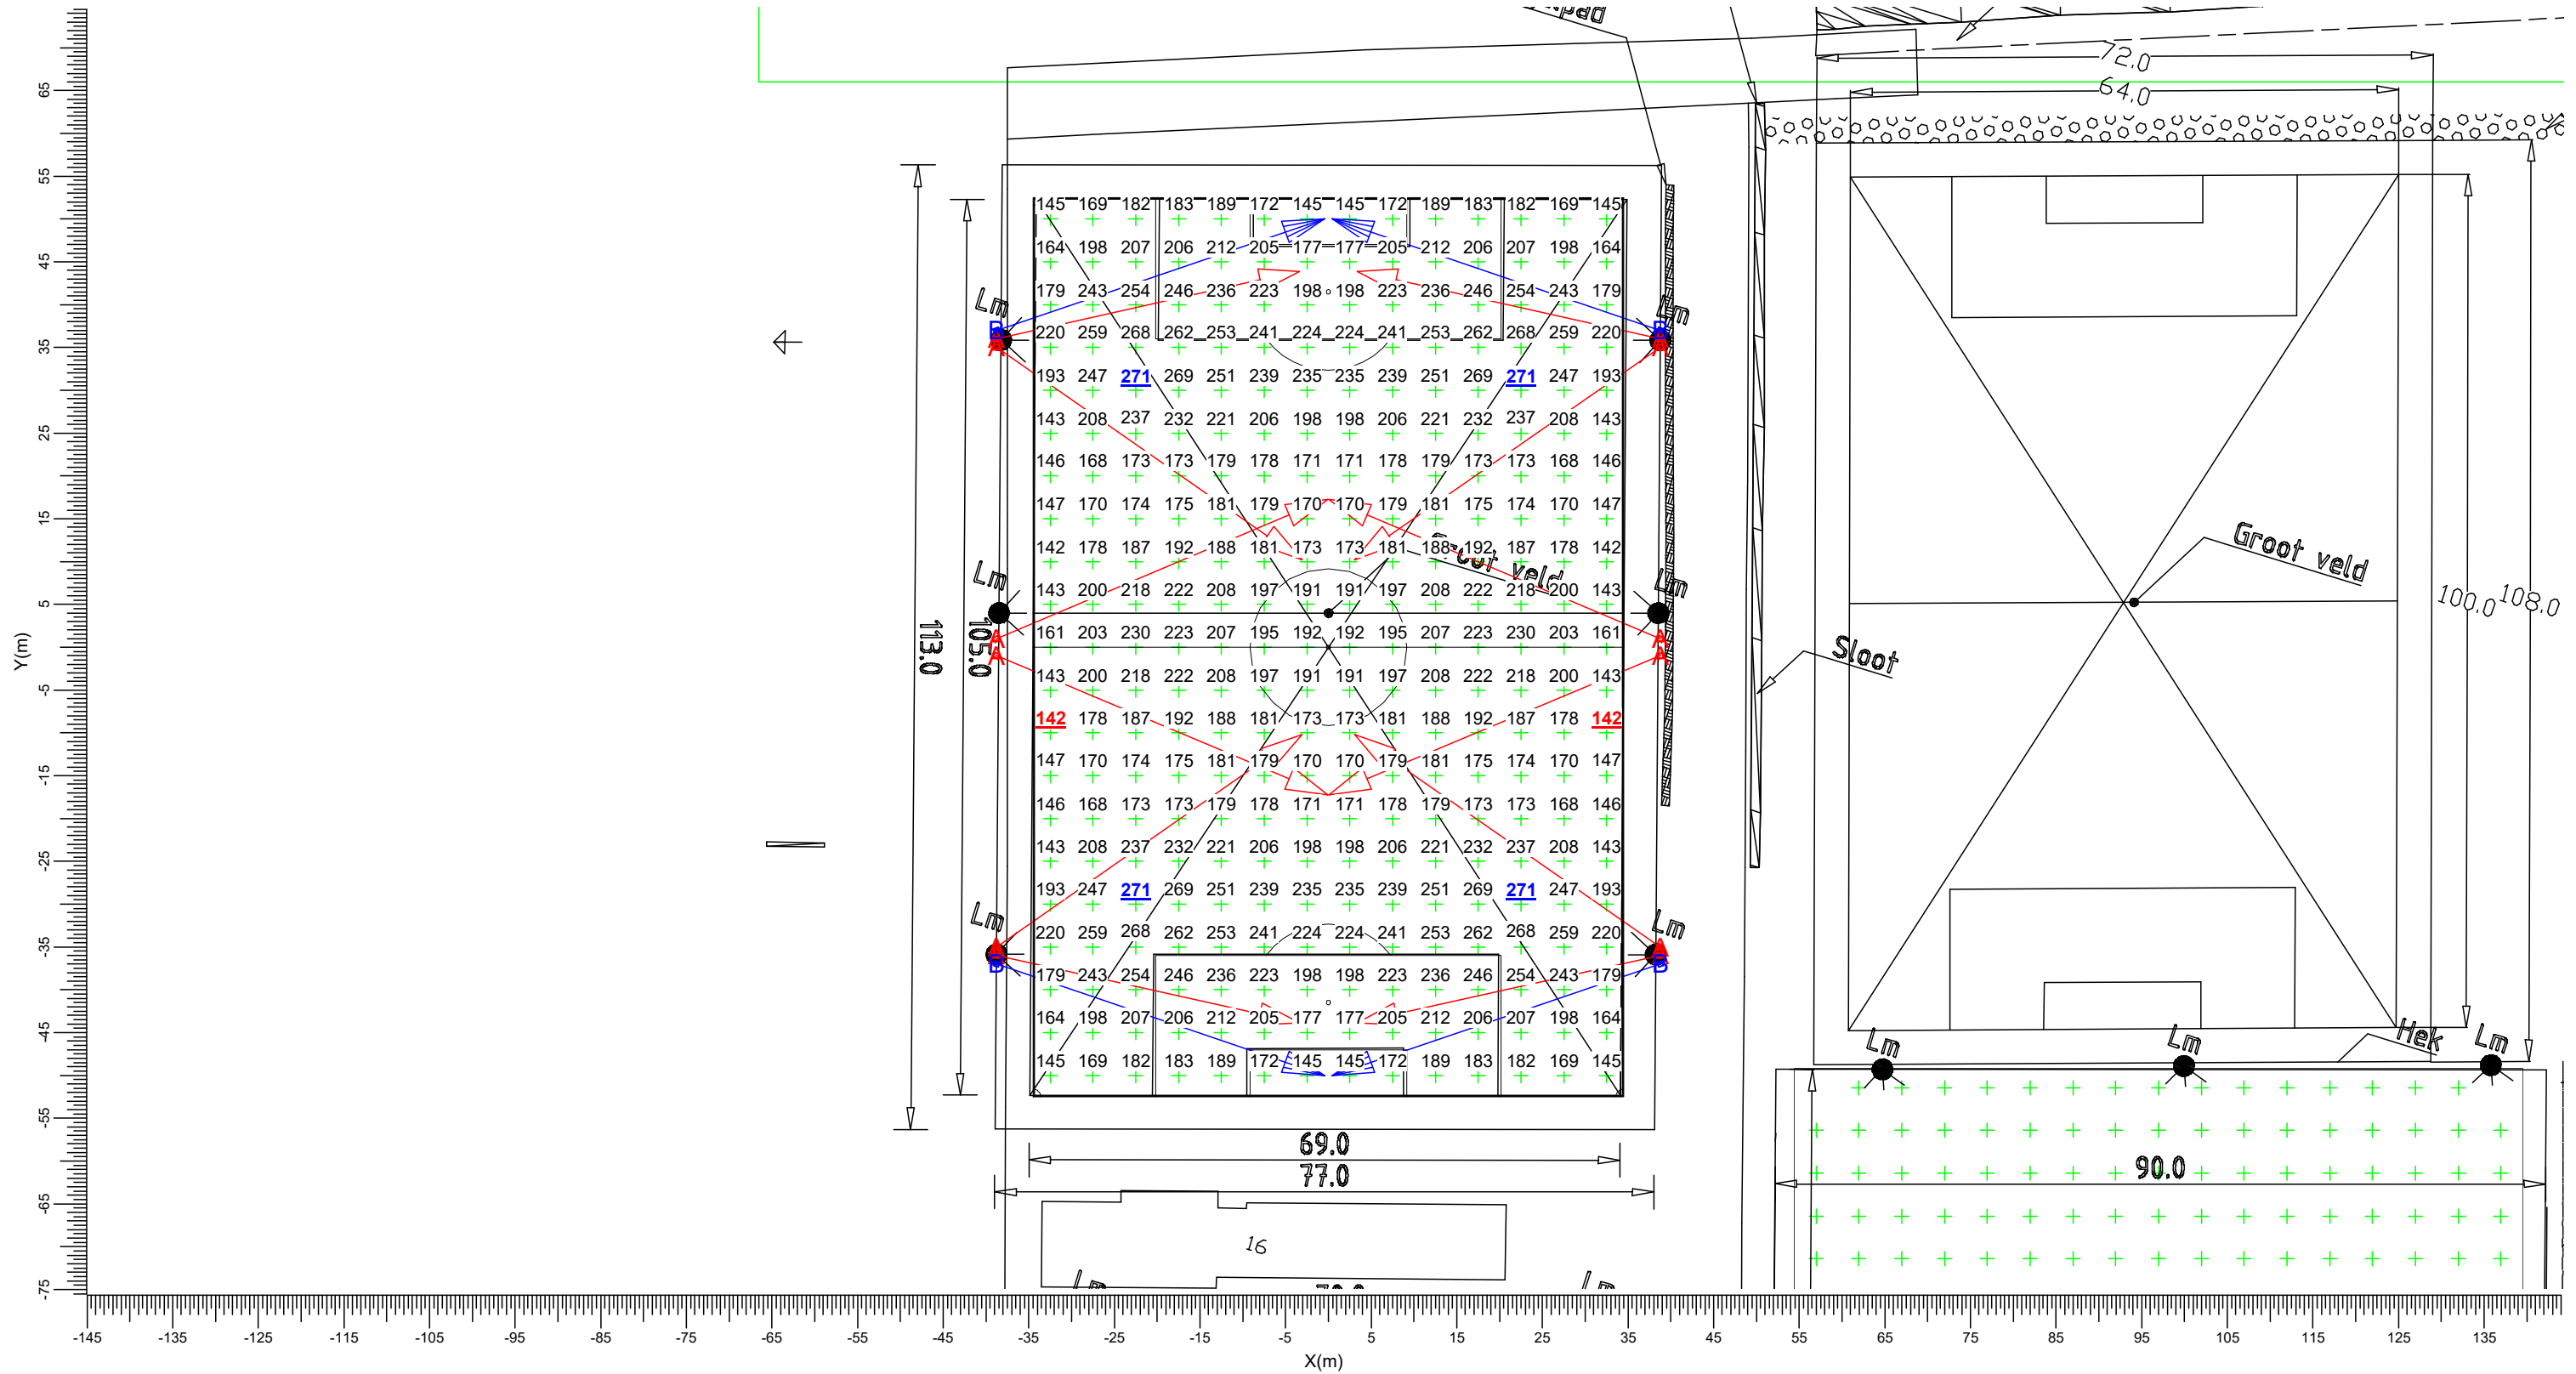 72.0
64.0
65
55
45
35
25
15
5
-5
-15
-25
-35
-45
-55
-65
-75
Y(m)
145 169 182 183 189 172 145 145 172 189 183 182 169 145
164 198 207 206 212 205 177 177 205 212 206 207 198 164
179 243 254 246 236 223 198 198 223 236 246 254 243 179
Lm Lm
B B
220 259 268 262 253 241 224 224 241 253 262 268 259 220
A A
193 247 271 269 251 239 235 235 239 251 269 271 247 193
143 208 237 232 221 206 198 198 206 221 232 237 208 143
146 168 173 173 179 178 171 171 178 179 173 173 168 146
147 170 174 175 181 179 170 170 179 181 175 174 170 147
142 178 187 192 188 181 173 173 181 188 192 187 178 142
Groot veld
Groot veld
Lm Lm
143 200 218 222 208 197 191 191 197 208 222 218 200 143
100.0 108.0
161 203 230 223 207 195 192 192 195 207 223 230 203 161
A A
A A
113.0 105.0
Sloot
143 200 218 222 208 197 191 191 197 208 222 218 200 143
142 178 187 192 188 181 173 173 181 188 192 187 178 142
147 170 174 175 181 179 170 170 179 181 175 174 170 147
146 168 173 173 179 178 171 171 178 179 173 173 168 146
143 208 237 232 221 206 198 198 206 221 232 237 208 143
193 247 271 269 251 239 235 235 239 251 269 271 247 193
Lm Lm
220 259 268 262 253 241 224 224 241 253 262 268 259 220
A A
B B
179 243 254 246 236 223 198 198 223 236 246 254 243 179
164 198 207 206 212 205 177 177 205 212 206 207 198 164
145 169 182 183 189 172 145 145 172 189 183 182 169 145
Lm Lm Hek Lm
69.0
77.0
90.0
16
Lm Lm
-145 -135 -125 -115 -105 -95 -85 -75 -65 -55 -45 -35 -25 -15 -5 5 15 25 35 45 55 65 75 85 95 105 115 125 135
X(m)